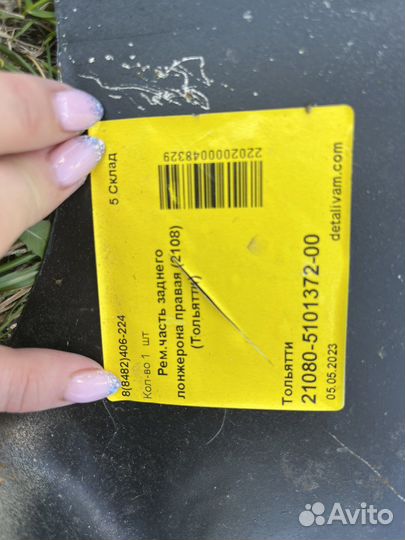 8(8482)406-224
5 Склад
Кол-во 1 шт
2202000048329
Рем.часть заднего
лонжерона правая (2108)
(Тольятти)
Тольятти
21080-5101372-00
05.05.2023
detalivam.com
Avito